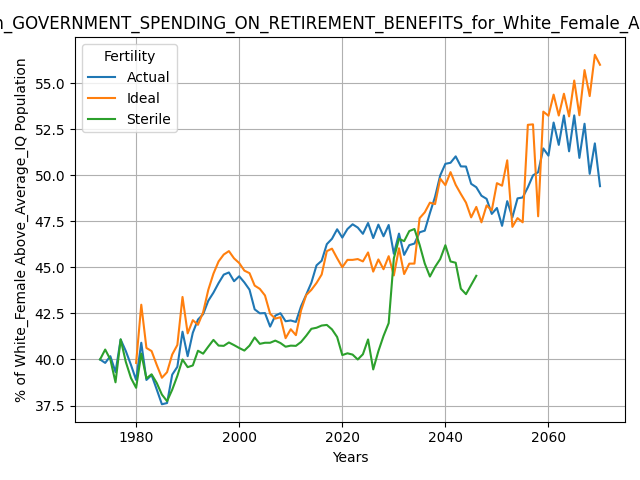 _GOVERNMENT_SPENDING_ON_RETIREMENT_BENEFITS_for_White_Female_A
Fertility
Actual
Ideal
Sterile
% of White_Female Above_Average_IQ Population
55.0
52.5
50.0
47.5
45.0
42.5
40.0
37.5
1980
2000
2020
2040
2060
Years